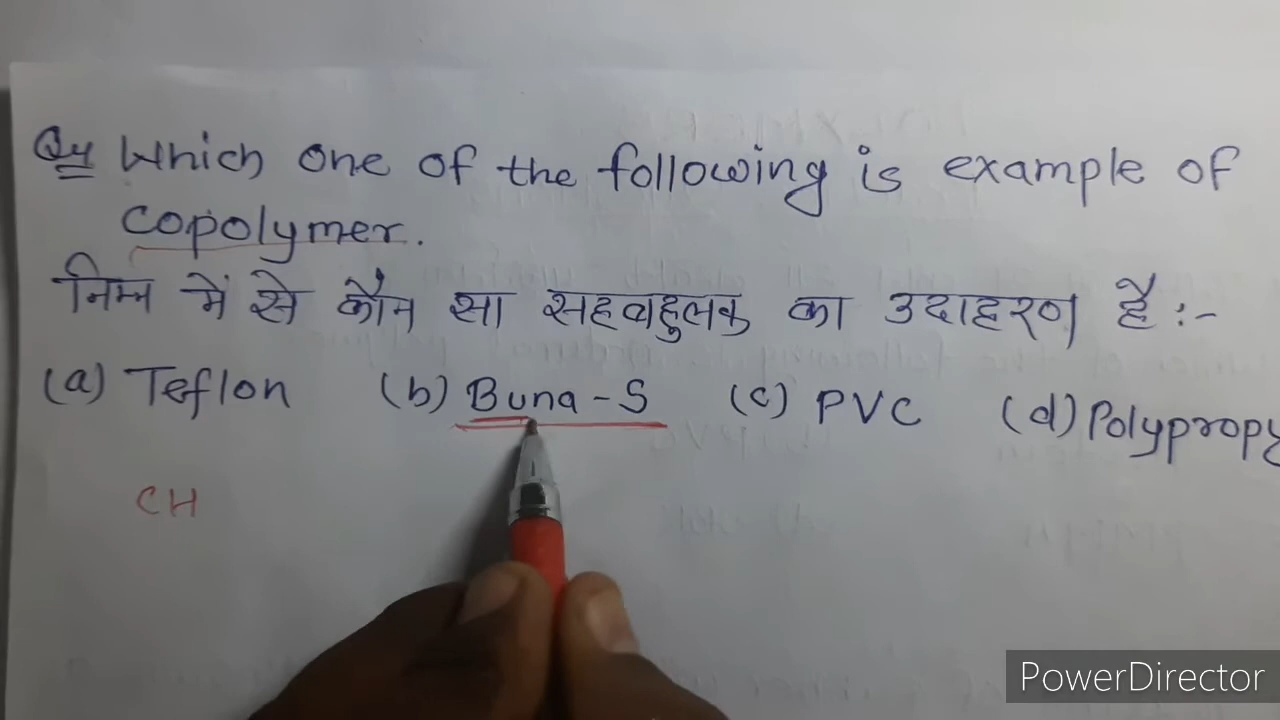 Q4 Which one of the following is example of
copolymer.
निम्न में से कौन सा सहबहुलक का उदाहरण है :-
(a) Teflon (b) Buna-S (c) PVC (d) Polypropy
CH
PowerDirector